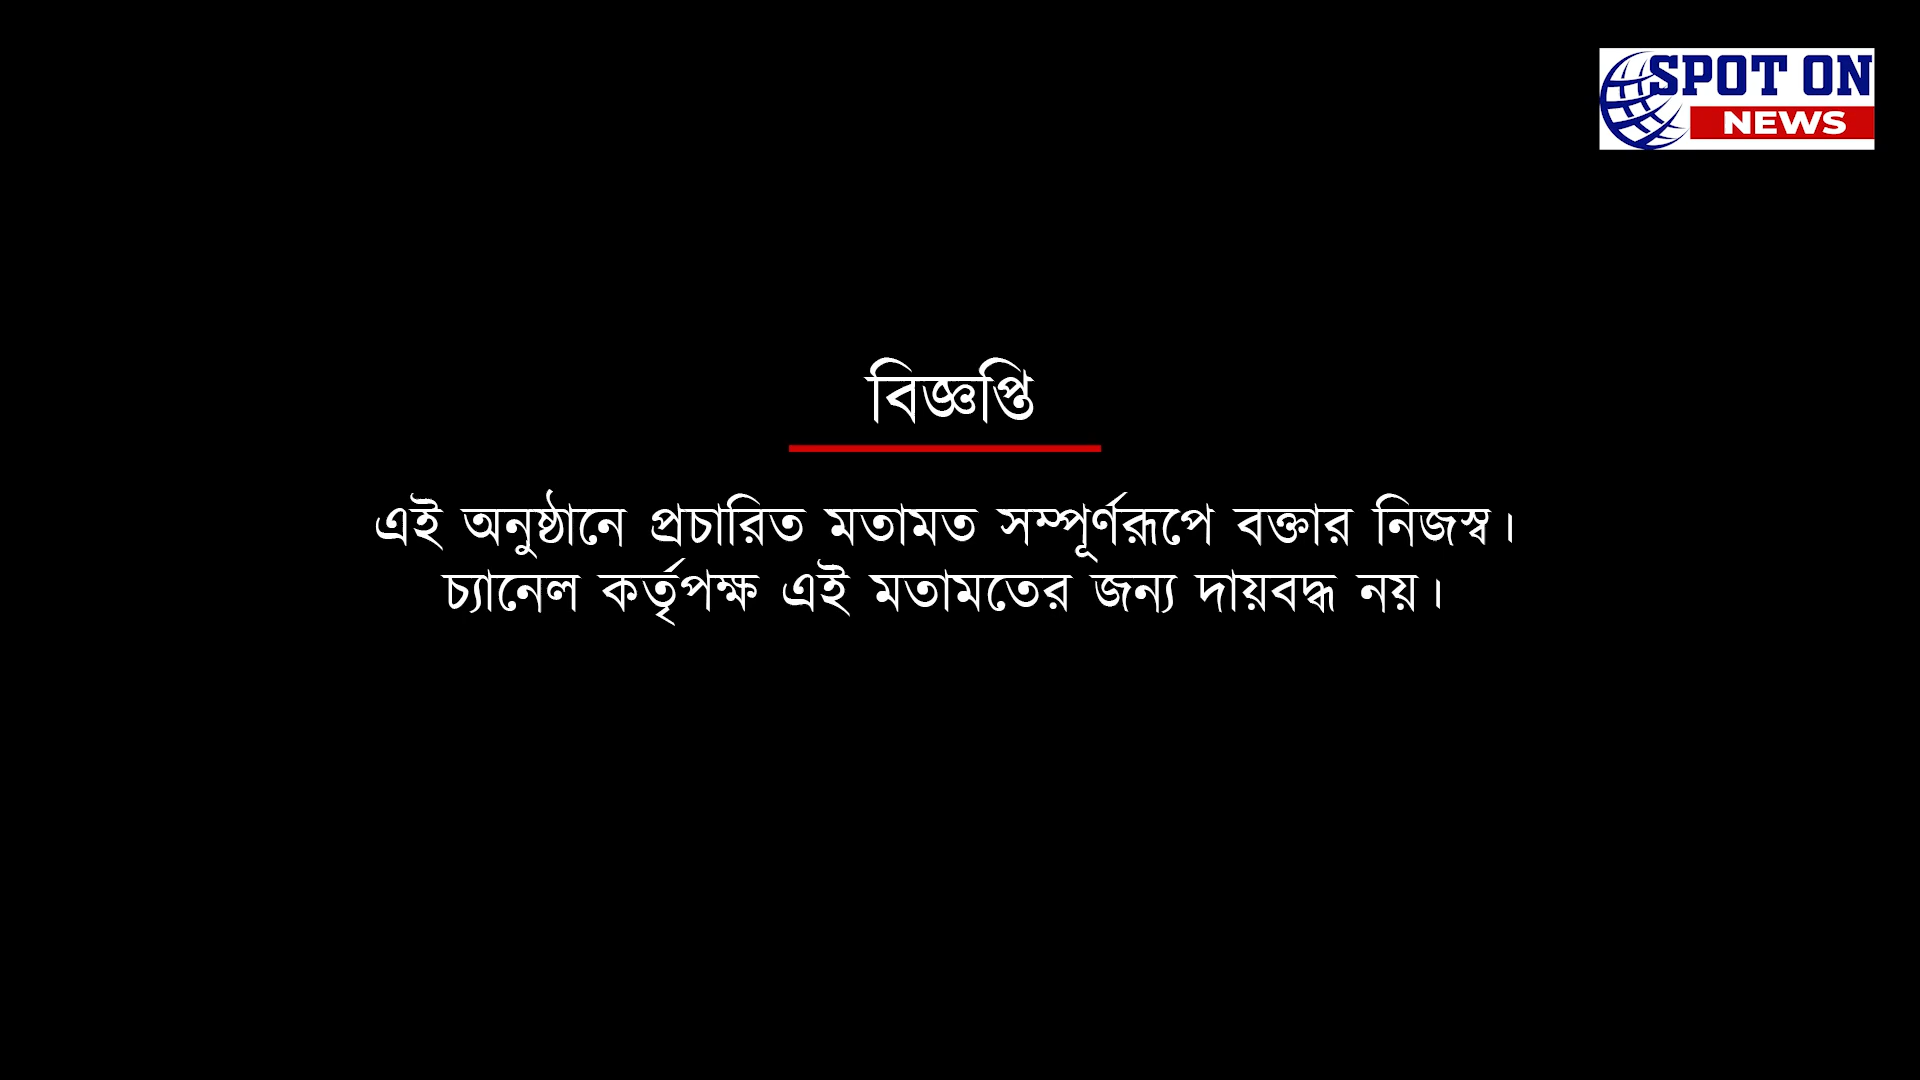 SPOT ON
NEWS
বিজ্ঞপ্তি
এই অনুষ্ঠানে প্রচারিত মতামত সম্পূর্ণরূপে বক্তার নিজস্ব।
চ্যানেল কর্তৃপক্ষ এই মতামতের জন্য দায়বদ্ধ নয়।